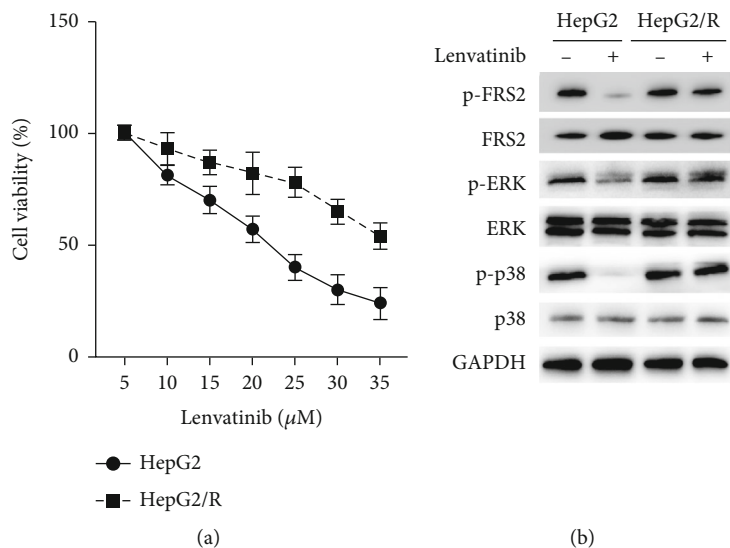 150
100
50
0
Cell viability (%)
5 10 15 20 25 30 35
Lenvatinib (μM)
HepG2
HepG2/R
(a)
HepG2 HepG2/R
Lenvatinib – + – +
p-FRS2
FRS2
p-ERK
ERK
p-p38
p38
GAPDH
(b)